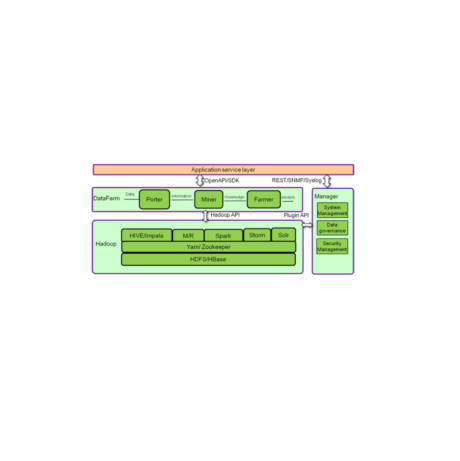 Application service layer
OpenAPI/SDK
REST/SNMP/Syslog
DataFarm
Data
Porter
Information
Miner
Knowledge
Farmer
Manager
System
Management
Data
governance
Security
Management
Hadoop API
Plugin API
Hadoop
HIVE/Impala
M/R
Spark
Storm
Solr
Yarn/ Zookeeper
HDFS/HBase